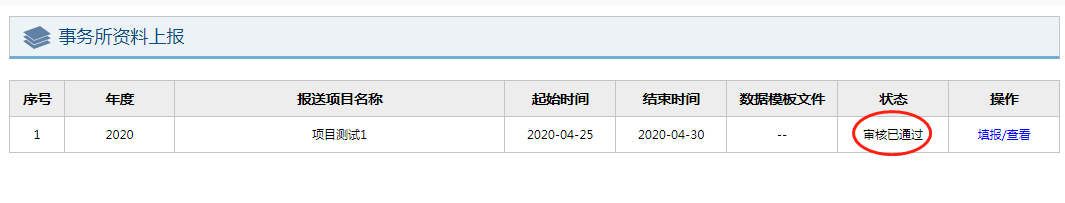 事务所资料上报
序号 年度 报送项目名称 起始时间 结束时间 数据模板文件 状态 操作
1 2020 项目测试1 2020-04-25 2020-04-30 -- 审核已通过 填报/查看